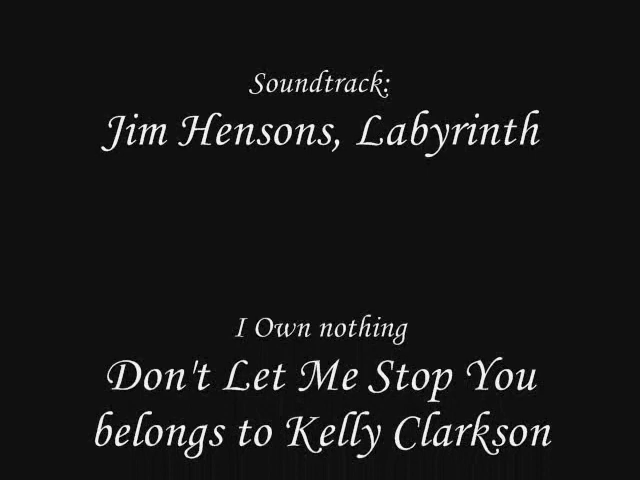 Soundtrack:
Jim Hensons, Labyrinth
I Own nothing
Don't Let Me Stop You
belongs to Kelly Clarkson